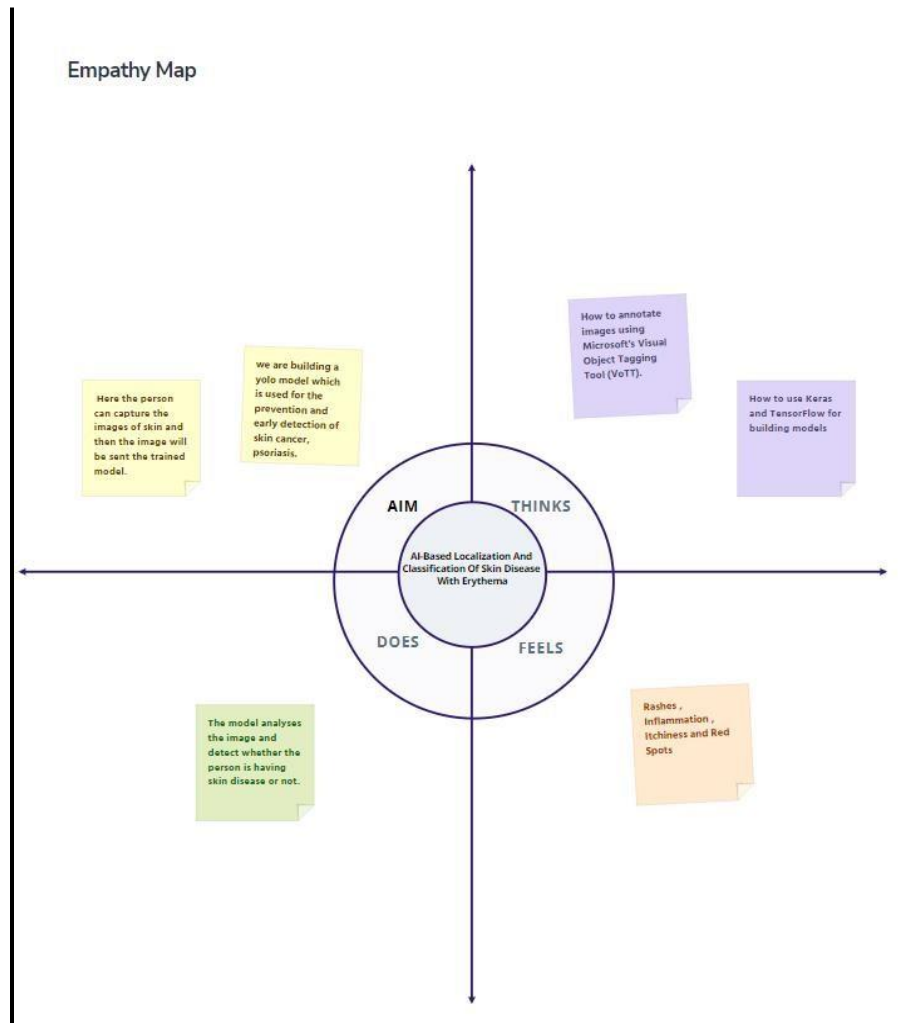 Empathy Map
Here the person
can capture the
images of skin and
then the image will
be sent the trained
model.
we are building a
yolo model which
is used for the
prevention and
early detection of
skin cancer,
psoriasis.
How to annotate
images using
Microsoft's Visual
Object Tagging
Tool (VoTT).
How to use Keras
and TensorFlow for
building models
AIM
THINKS
AI-Based Localization And
Classification Of Skin Disease
With Erythema
DOES
FEELS
The model analyses
the image and
detect whether the
person is having
skin disease or not.
Rashes ,
Inflammation ,
Itchiness and Red
Spots